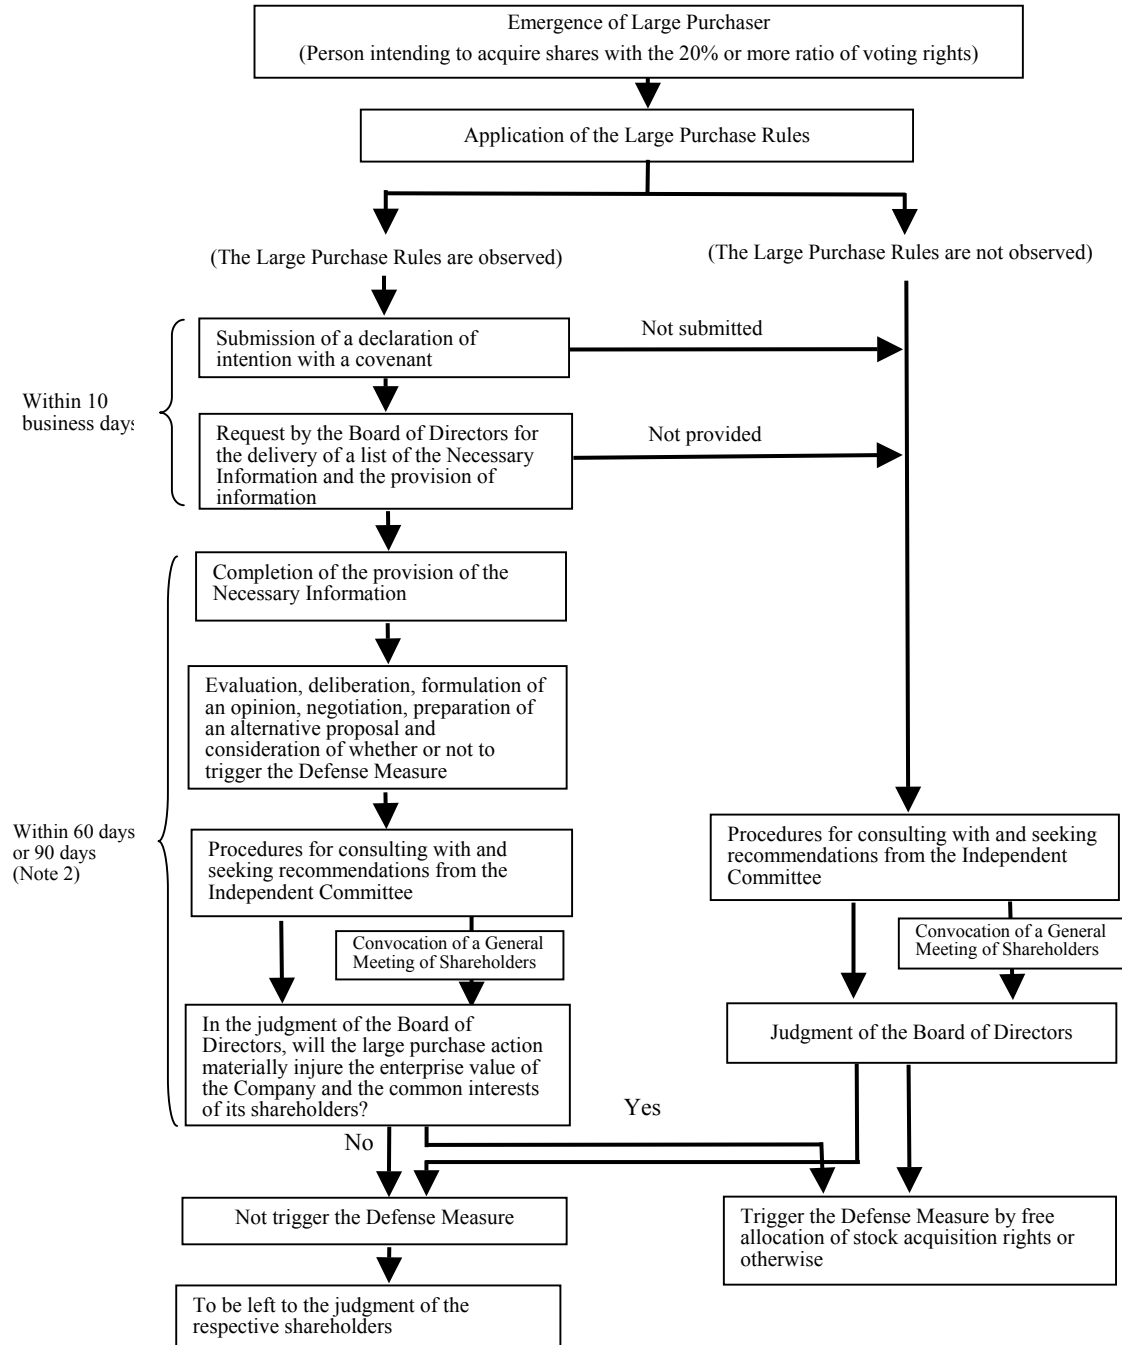 Emergence of Large Purchaser
(Person intending to acquire shares with the 20% or more ratio of voting rights)
Application of the Large Purchase Rules
(The Large Purchase Rules are observed)
(The Large Purchase Rules are not observed)
Submission of a declaration of
intention with a covenant
Not submitted
Within 10
business days
Request by the Board of Directors for
the delivery of a list of the Necessary
Information and the provision of
information
Not provided
Completion of the provision of the
Necessary Information
Evaluation, deliberation, formulation of
an opinion, negotiation, preparation of
an alternative proposal and
consideration of whether or not to
trigger the Defense Measure
Within 60 days
or 90 days
(Note 2)
Procedures for consulting with and
seeking recommendations from the
Independent Committee
Procedures for consulting with and seeking
recommendations from the Independent
Committee
Convocation of a General
Meeting of Shareholders
Convocation of a General
Meeting of Shareholders
In the judgment of the Board of
Directors, will the large purchase action
materially injure the enterprise value of
the Company and the common interests
of its shareholders?
Judgment of the Board of Directors
Yes
No
Not trigger the Defense Measure
Trigger the Defense Measure by free
allocation of stock acquisition rights or
otherwise
To be left to the judgment of the
respective shareholders